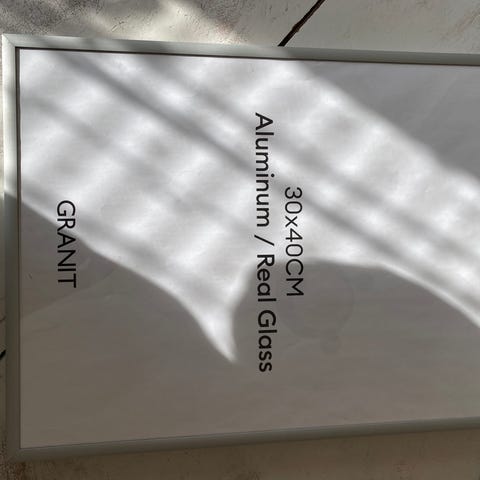 30x40CM
Aluminum / Real Glass
GRANIT